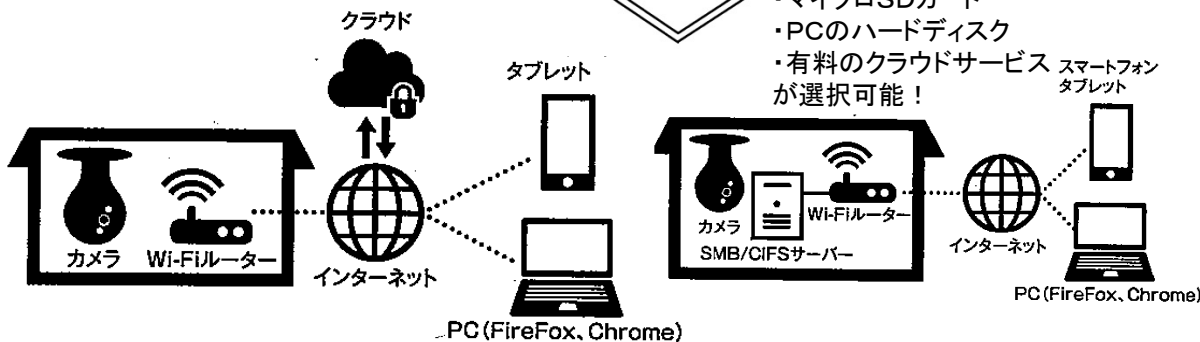 ・マイクロSDカード
・PCのハードディスク
・有料のクラウドサービス
が選択可能！
クラウド
タブレット
カメラ
Wi-Fiルーター
インターネット
PC(FireFox、Chrome)
スマートフォン
タブレット
カメラ
SMB/CIFSサーバー
Wi-Fiルーター
インターネット
PC(FireFox、Chrome)